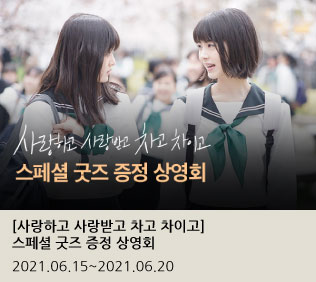 사랑하고 사랑받고 차고 차이고
스페셜 굿즈 증정 상영회
[사랑하고 사랑받고 차고 차이고]
스페셜 굿즈 증정 상영회
2021.06.15~2021.06.20